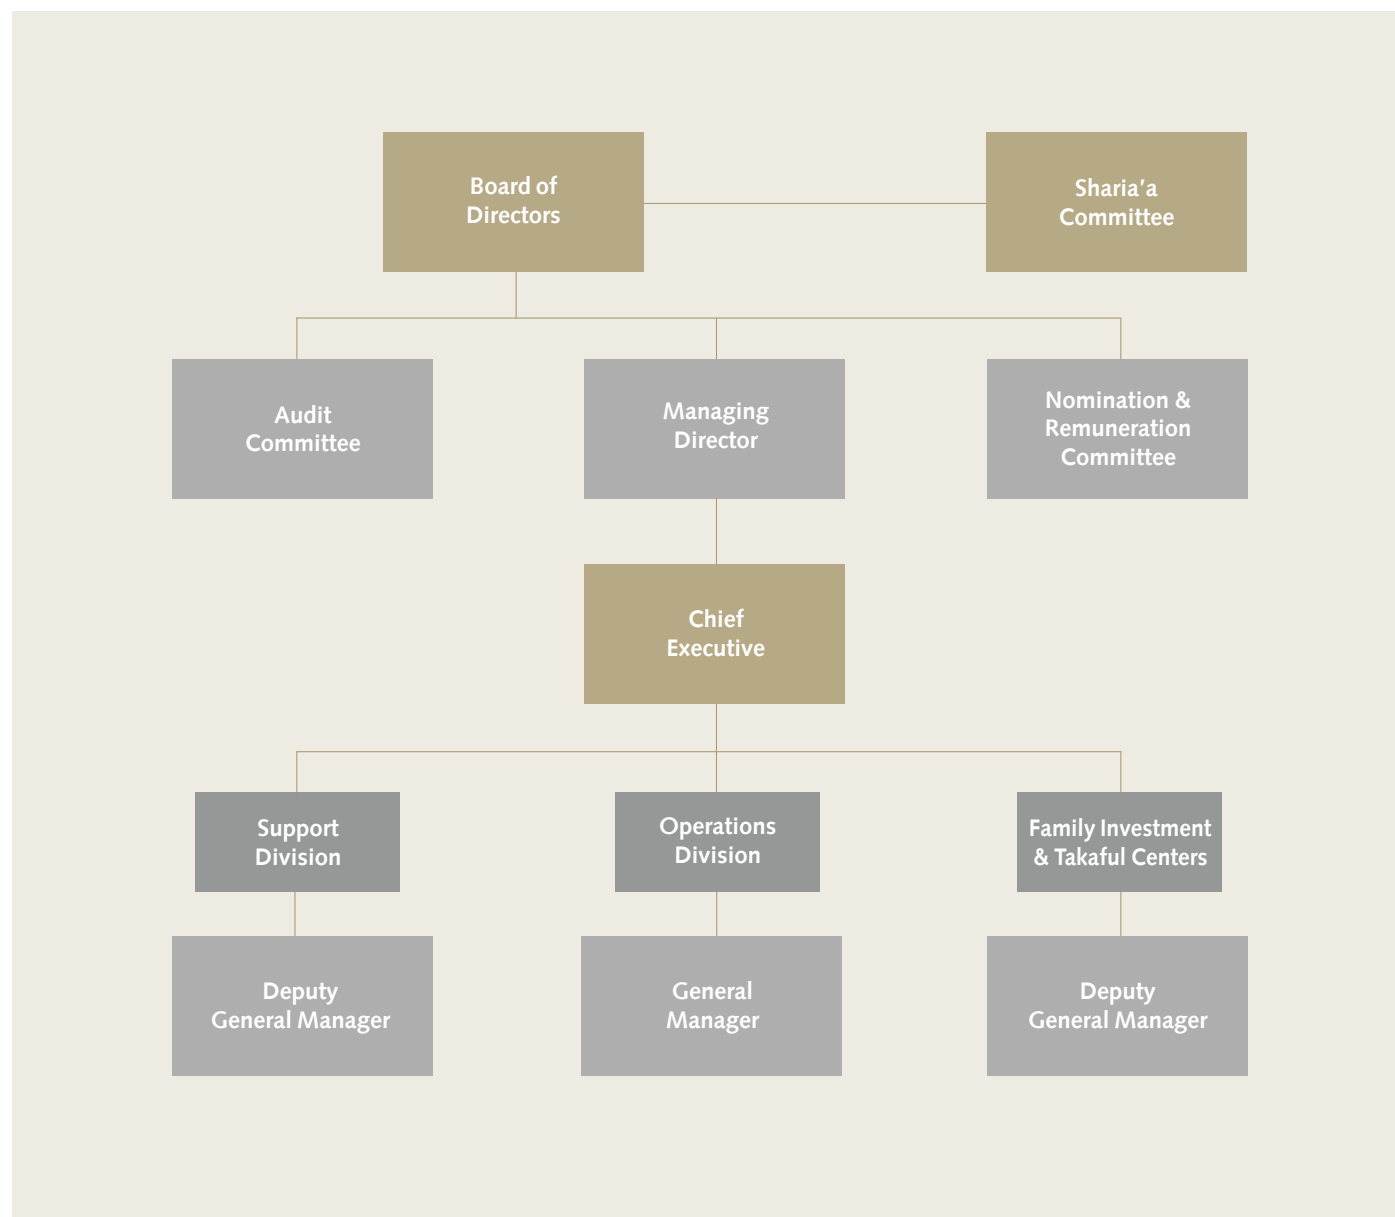 Board of
Directors
Sharia'a
Committee
Audit
Committee
Managing
Director
Nomination &
Remuneration
Committee
Chief
Executive
Support
Division
Operations
Division
Family Investment
& Takaful Centers
Deputy
General Manager
General
Manager
Deputy
General Manager